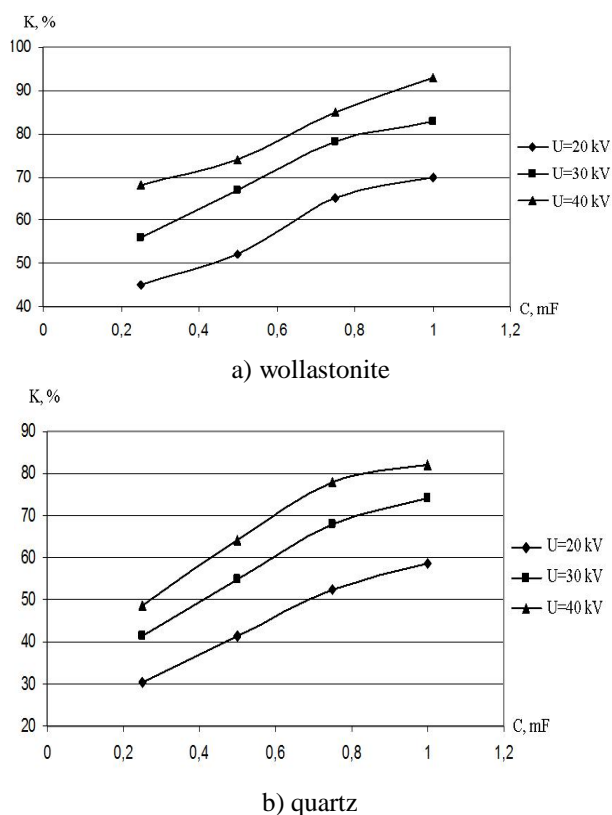 K, %
100
90
80
70
60
50
40
0 0,2 0,4 0,6 0,8 1 1,2
C, mF
U=20 kV
U=30 kV
U=40 kV
a) wollastonite
K, %
90
80
70
60
50
40
30
20
0 0,2 0,4 0,6 0,8 1 1,2
C, mF
U=20 kV
U=30 kV
U=40 kV
b) quartz